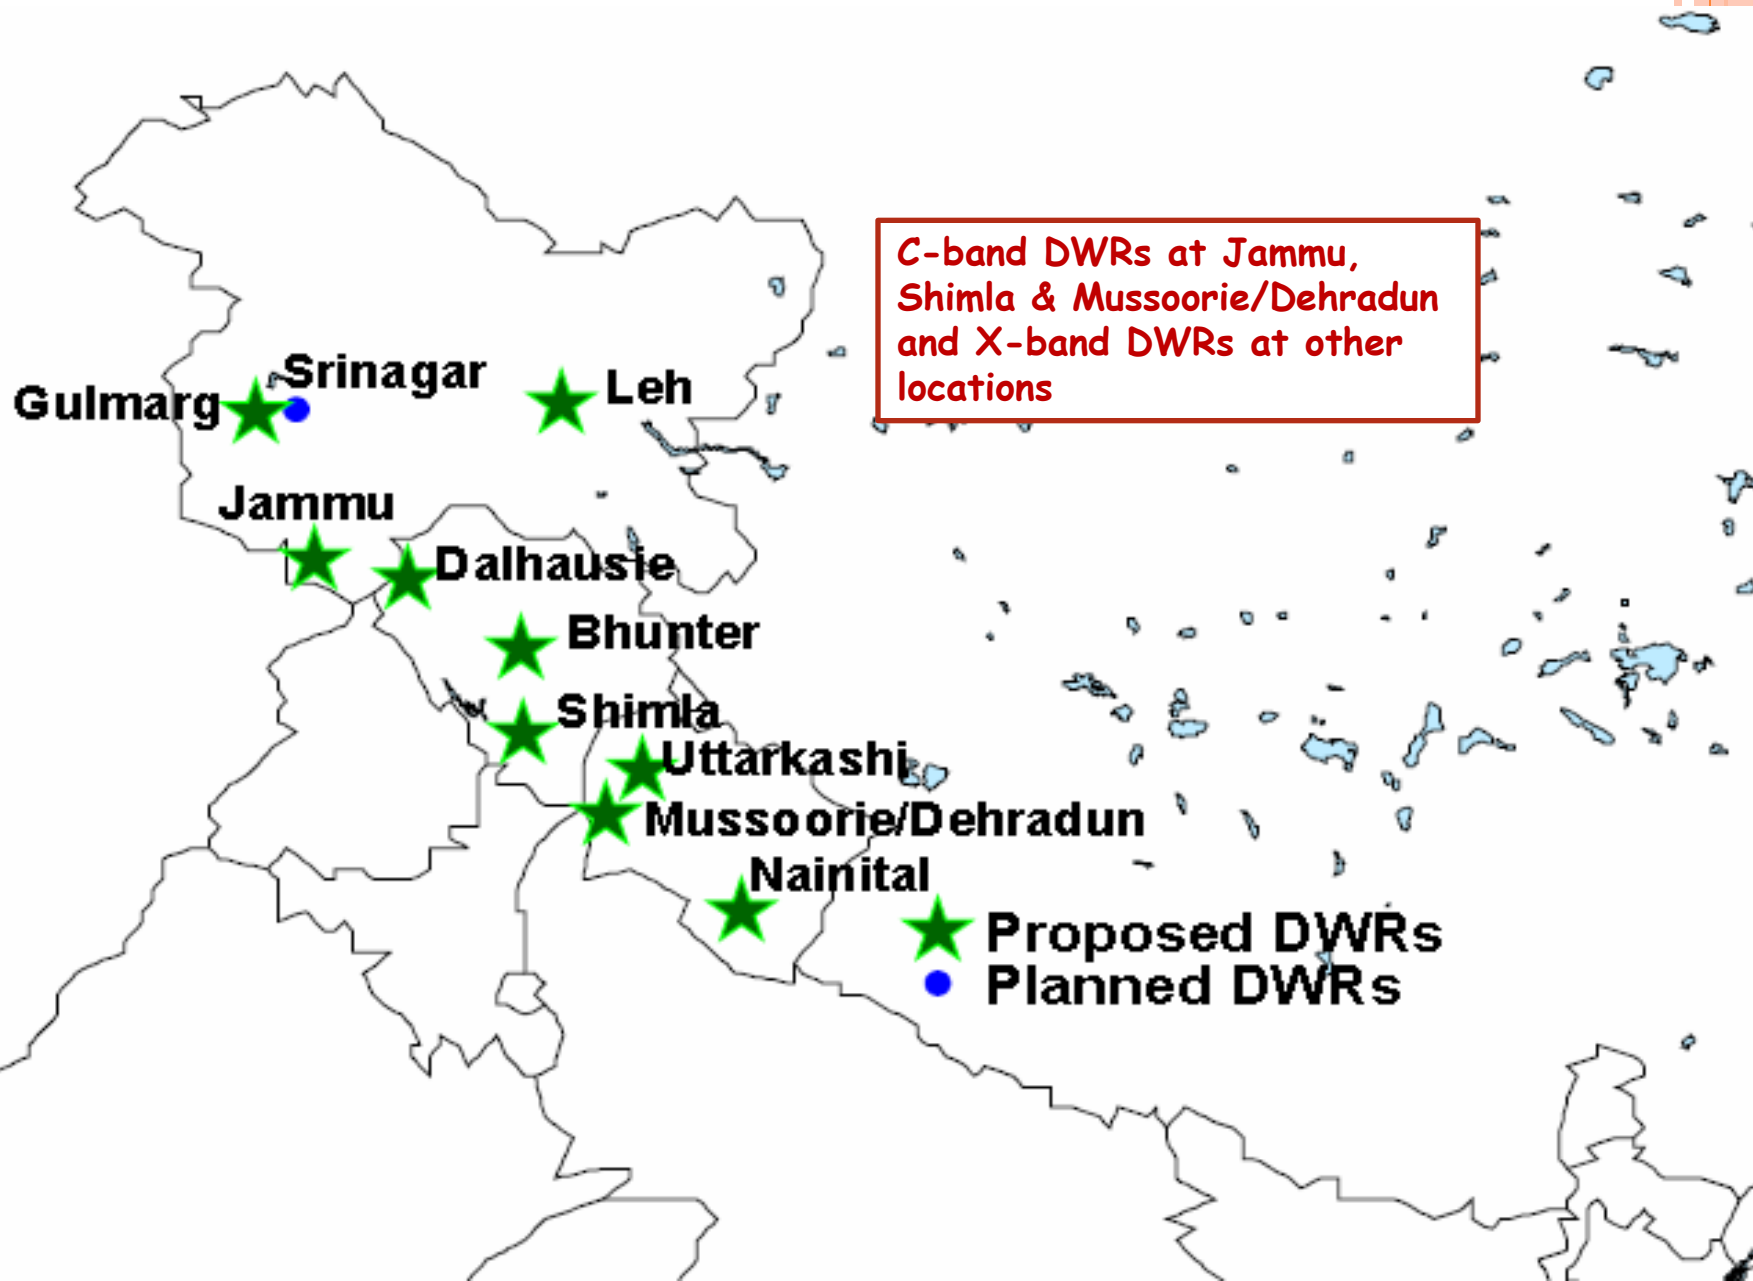 C-band DWRs at Jammu,
Shimla & Mussoorie/Dehradun
and X-band DWRs at other
locations
Srinagar
Gulmarg
Leh
Jammu
Dalhausie
Bhunter
Shimla
Uttarkashi
Mussoorie/Dehradun
Nainital
Proposed DWRs
Planned DWRs